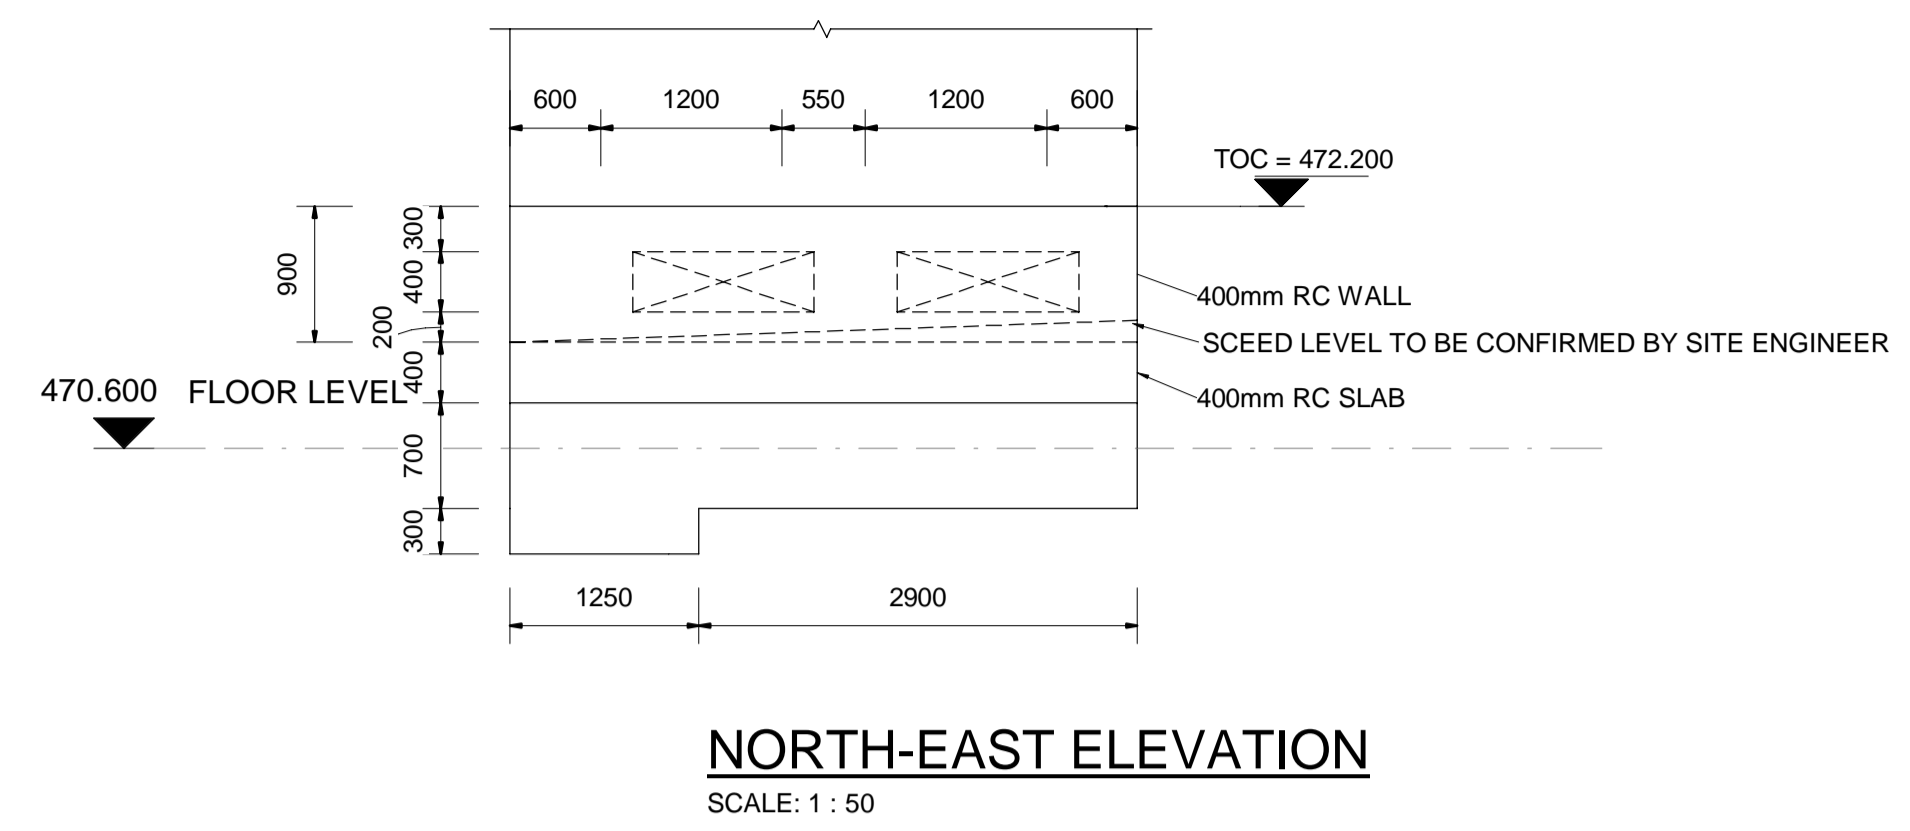 600 1200 550 1200 600
TOC = 472.200
900
300
400
200
400
700
300
400mm RC WALL
SCEED LEVEL TO BE CONFIRMED BY SITE ENGINEER
400mm RC SLAB
470.600 FLOOR LEVEL
1250 2900
NORTH-EAST ELEVATION
SCALE: 1 : 50